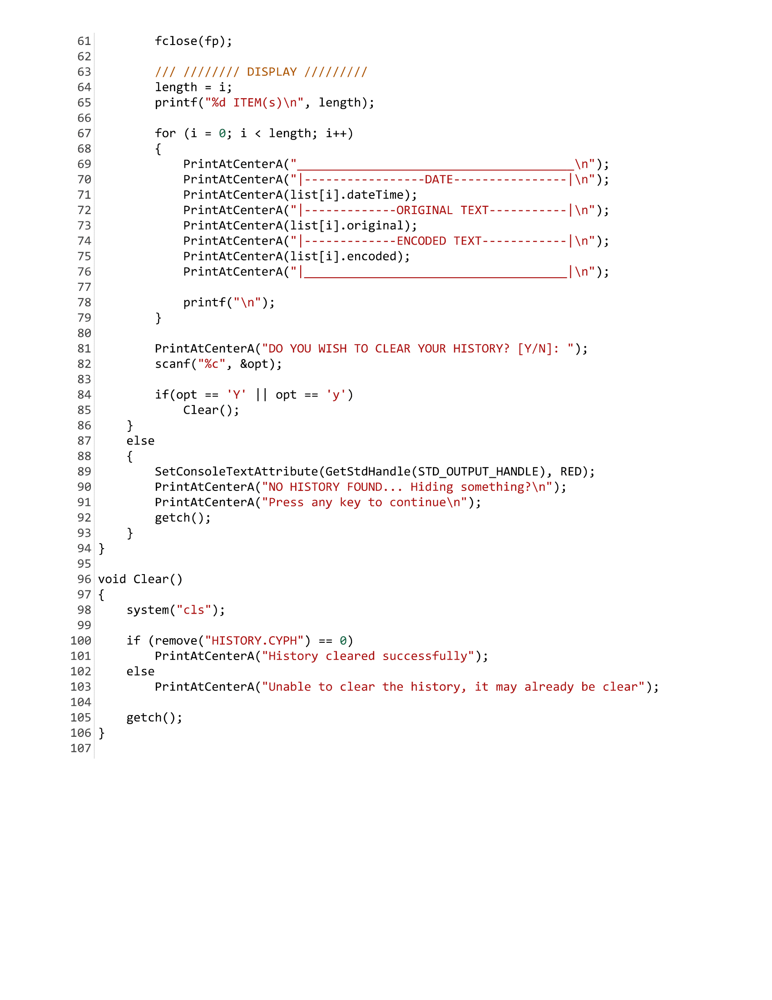 61         fclose(fp);
62
63         /// //////// DISPLAY /////////
64         length = i;
65         printf("%d ITEM(s)\n", length);
66
67         for (i = 0; i < length; i++)
68         {
69             PrintAtCenterA("_______________________________________\n");
70             PrintAtCenterA("|-----------------DATE----------------|\n");
71             PrintAtCenterA(list[i].dateTime);
72             PrintAtCenterA("|-------------ORIGINAL TEXT-----------|\n");
73             PrintAtCenterA(list[i].original);
74             PrintAtCenterA("|-------------ENCODED TEXT------------|\n");
75             PrintAtCenterA(list[i].encoded);
76             PrintAtCenterA("|_____________________________________|\n");
77
78             printf("\n");
79         }
80
81         PrintAtCenterA("DO YOU WISH TO CLEAR YOUR HISTORY? [Y/N]: ");
82         scanf("%c", &opt);
83
84         if(opt == 'Y' || opt == 'y')
85             Clear();
86     }
87     else
88     {
89         SetConsoleTextAttribute(GetStdHandle(STD_OUTPUT_HANDLE), RED);
90         PrintAtCenterA("NO HISTORY FOUND... Hiding something?\n");
91         PrintAtCenterA("Press any key to continue\n");
92         getch();
93     }
94 }
95
96 void Clear()
97 {
98     system("cls");
99
100     if (remove("HISTORY.CYPH") == 0)
101         PrintAtCenterA("History cleared successfully");
102     else
103         PrintAtCenterA("Unable to clear the history, it may already be clear");
104
105     getch();
106 }
107